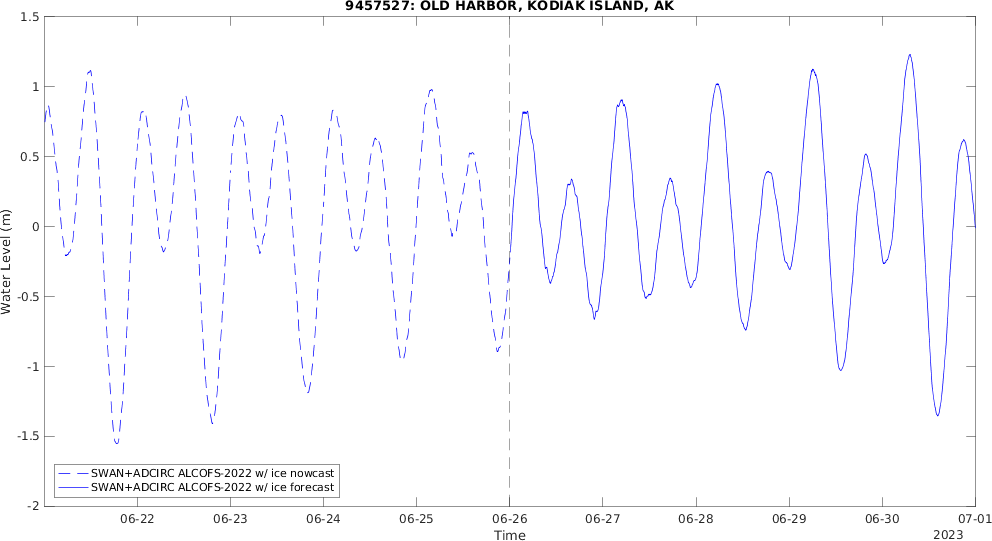 9457527: OLD HARBOR, KODIAK ISLAND, AK
Water Level (m)
1.5
1
0.5
0
-0.5
-1
-1.5
-2
SWAN+ADCIRC ALCOFS-2022 w/ ice nowcast
SWAN+ADCIRC ALCOFS-2022 w/ ice forecast
06-22 06-23 06-24 06-25 06-26 06-27 06-28 06-29 06-30 07-01
Time
2023